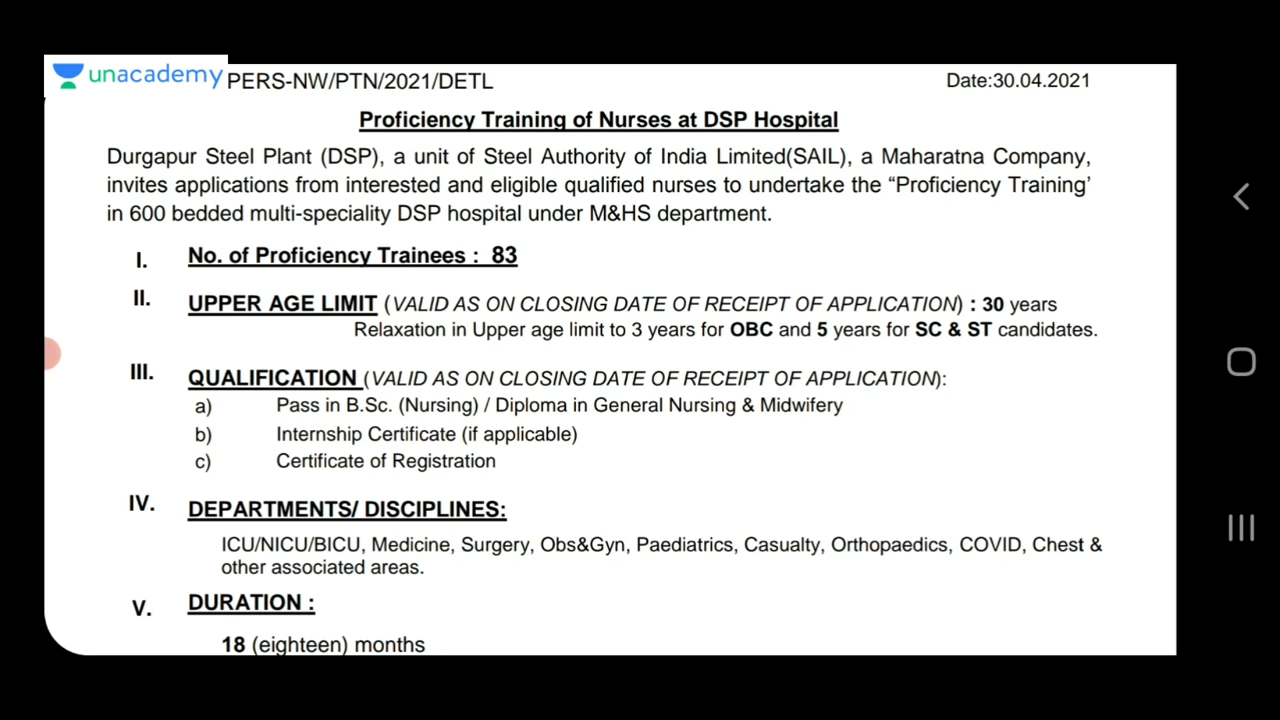 unacademy PERS-NW/PTN/2021/DETL Date:30.04.2021
Proficiency Training of Nurses at DSP Hospital
Durgapur Steel Plant (DSP), a unit of Steel Authority of India Limited(SAIL), a Maharatna Company,
invites applications from interested and eligible qualified nurses to undertake the “Proficiency Training’
in 600 bedded multi-speciality DSP hospital under M&HS department.
I. No. of Proficiency Trainees : 83
II. UPPER AGE LIMIT (VALID AS ON CLOSING DATE OF RECEIPT OF APPLICATION) : 30 years
Relaxation in Upper age limit to 3 years for OBC and 5 years for SC & ST candidates.
III. QUALIFICATION (VALID AS ON CLOSING DATE OF RECEIPT OF APPLICATION):
a) Pass in B.Sc. (Nursing) / Diploma in General Nursing & Midwifery
b) Internship Certificate (if applicable)
c) Certificate of Registration
IV. DEPARTMENTS/ DISCIPLINES:
ICU/NICU/BICU, Medicine, Surgery, Obs&Gyn, Paediatrics, Casualty, Orthopaedics, COVID, Chest &
other associated areas.
V. DURATION :
18 (eighteen) months